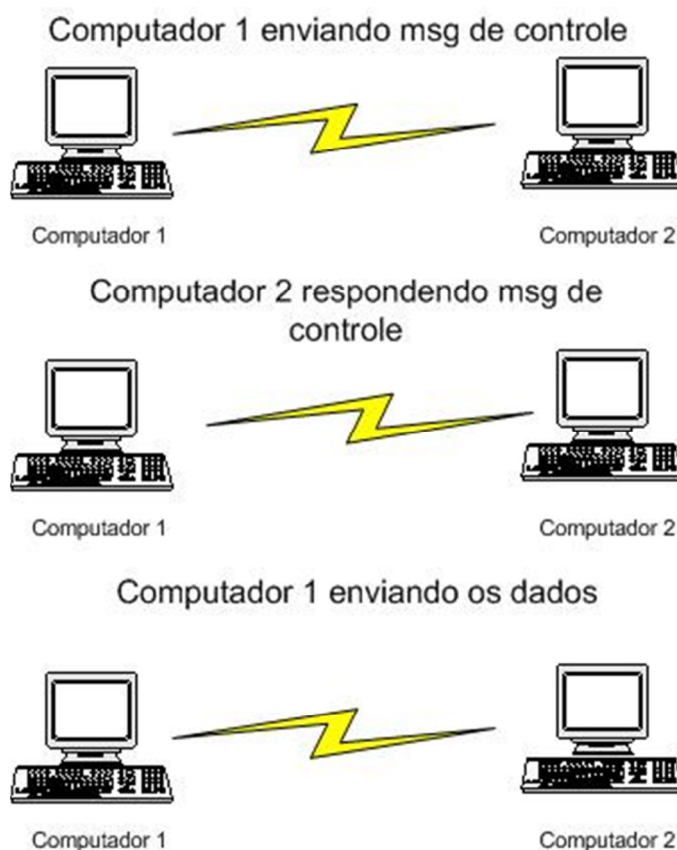 Computador 1 enviando msg de controle
Computador 1
Computador 2
Computador 2 respondendo msg de
controle
Computador 1
Computador 2
Computador 1 enviando os dados
Computador 1
Computador 2